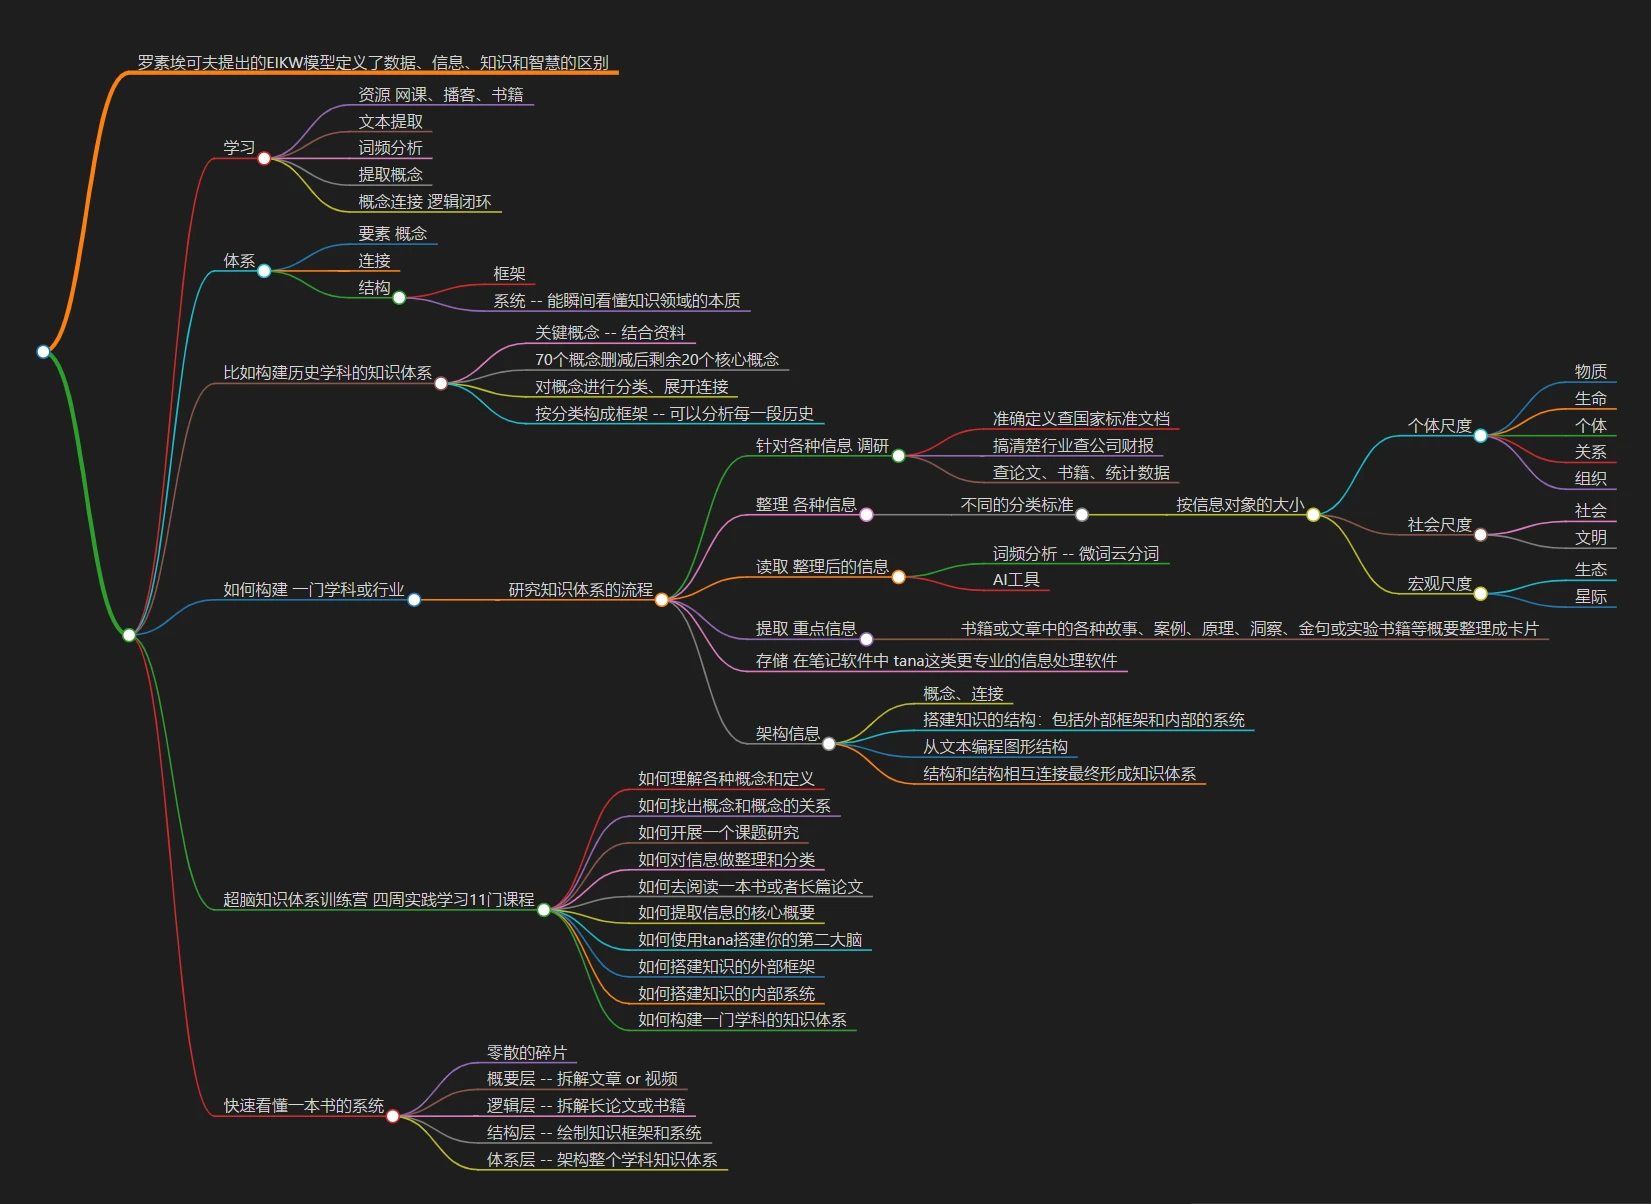 罗素埃可夫提出的EIKW模型定义了数据、信息、知识和智慧的区别
学习
资源 网课、播客、书籍
文本提取
词频分析
提取概念
概念连接 逻辑闭环
体系
要素 概念
连接
结构
框架
系统 -- 能瞬间看懂知识领域的本质
比如构建历史学科的知识体系
关键概念 -- 结合资料
70个概念删减后剩余20个核心概念
对概念进行分类、展开连接
按分类构成框架 -- 可以分析每一段历史
如何构建 一门学科或行业
研究知识体系的流程
针对各种信息 调研
准确定义查国家标准文档
搞清楚行业查公司财报
查论文、书籍、统计数据
整理 各种信息
不同的分类标准
按信息对象的大小
个体尺度
物质
生命
个体
关系
组织
社会尺度
社会
文明
宏观尺度
生态
星际
读取 整理后的信息
词频分析 -- 微词云分词
AI工具
提取 重点信息
书籍或文章中的各种故事、案例、原理、洞察、金句或实验书籍等概要整理成卡片
存储 在笔记软件中 tana这类更专业的信息处理软件
架构信息
概念、连接
搭建知识的结构：包括外部框架和内部的系统
从文本编程图形结构
结构和结构相互连接最终形成知识体系
超脑知识体系训练营 四周实践学习11门课程
如何理解各种概念和定义
如何找出概念和概念的关系
如何开展一个课题研究
如何对信息做整理和分类
如何去阅读一本书或者长篇论文
如何提取信息的核心概要
如何使用tana搭建你的第二大脑
如何搭建知识的外部框架
如何搭建知识的内部系统
如何构建一门学科的知识体系
快速看懂一本书的系统
零散的碎片
概要层 -- 拆解文章 or 视频
逻辑层 -- 拆解长论文或书籍
结构层 -- 绘制知识框架和系统
体系层 -- 架构整个学科知识体系